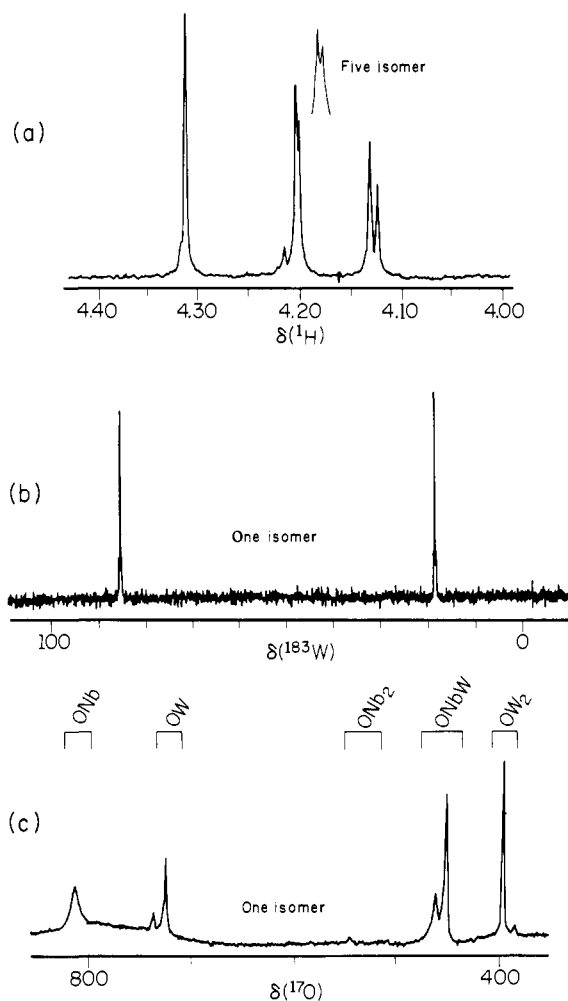 (a)
Five isomer
4.40 4.30 4.20 4.10 4.00
δ(¹H)
(b)
One isomer
100 0
δ(¹⁸³W)
ONb OW ONb₂ ONbW OW₂
(c)
One isomer
800 400
δ(¹⁷O)